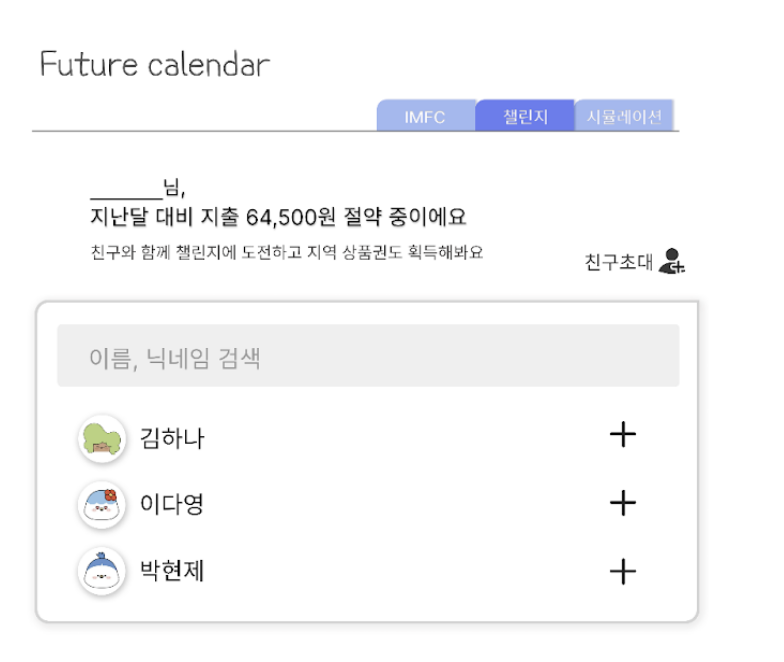 Future calendar
IMFC 챌린지 시뮬레이션
______님,
지난달 대비 지출 64,500원 절약 중이에요
친구와 함께 챌린지에 도전하고 지역 상품권도 획득해봐요
친구초대
이름, 닉네임 검색
김하나
이다영
박현제